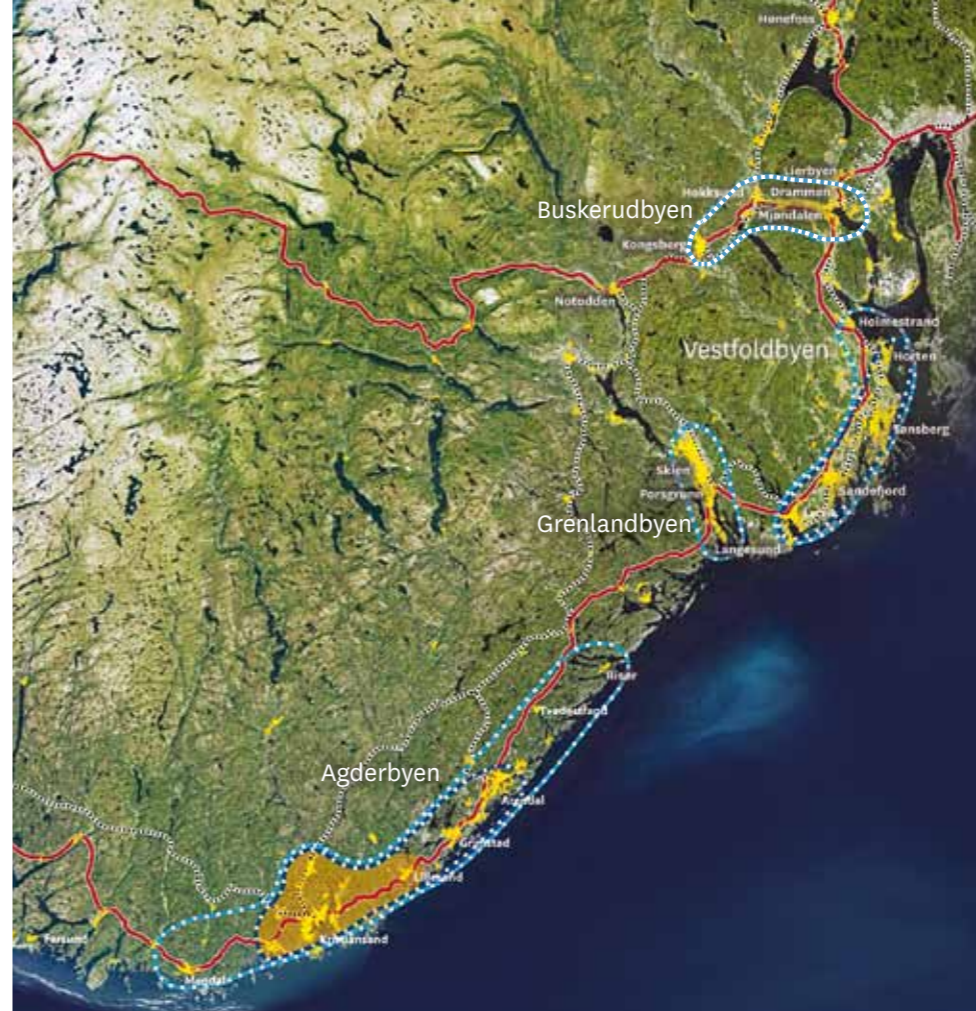 Hønefoss
Lierbyen
Hokksund
Drammen
Mjøndalen
Buskerudbyen
Kongsberg
Notodden
Holmestrand
Vestfoldbyen
Horten
Tønsberg
Skien
Sandefjord
Porsgrunn
Larvik
Grenlandbyen
Langesund
Risør
Tvedestrand
Agderbyen
Arendal
Grimstad
Lillesand
Kristiansand
Farsund
Mandal